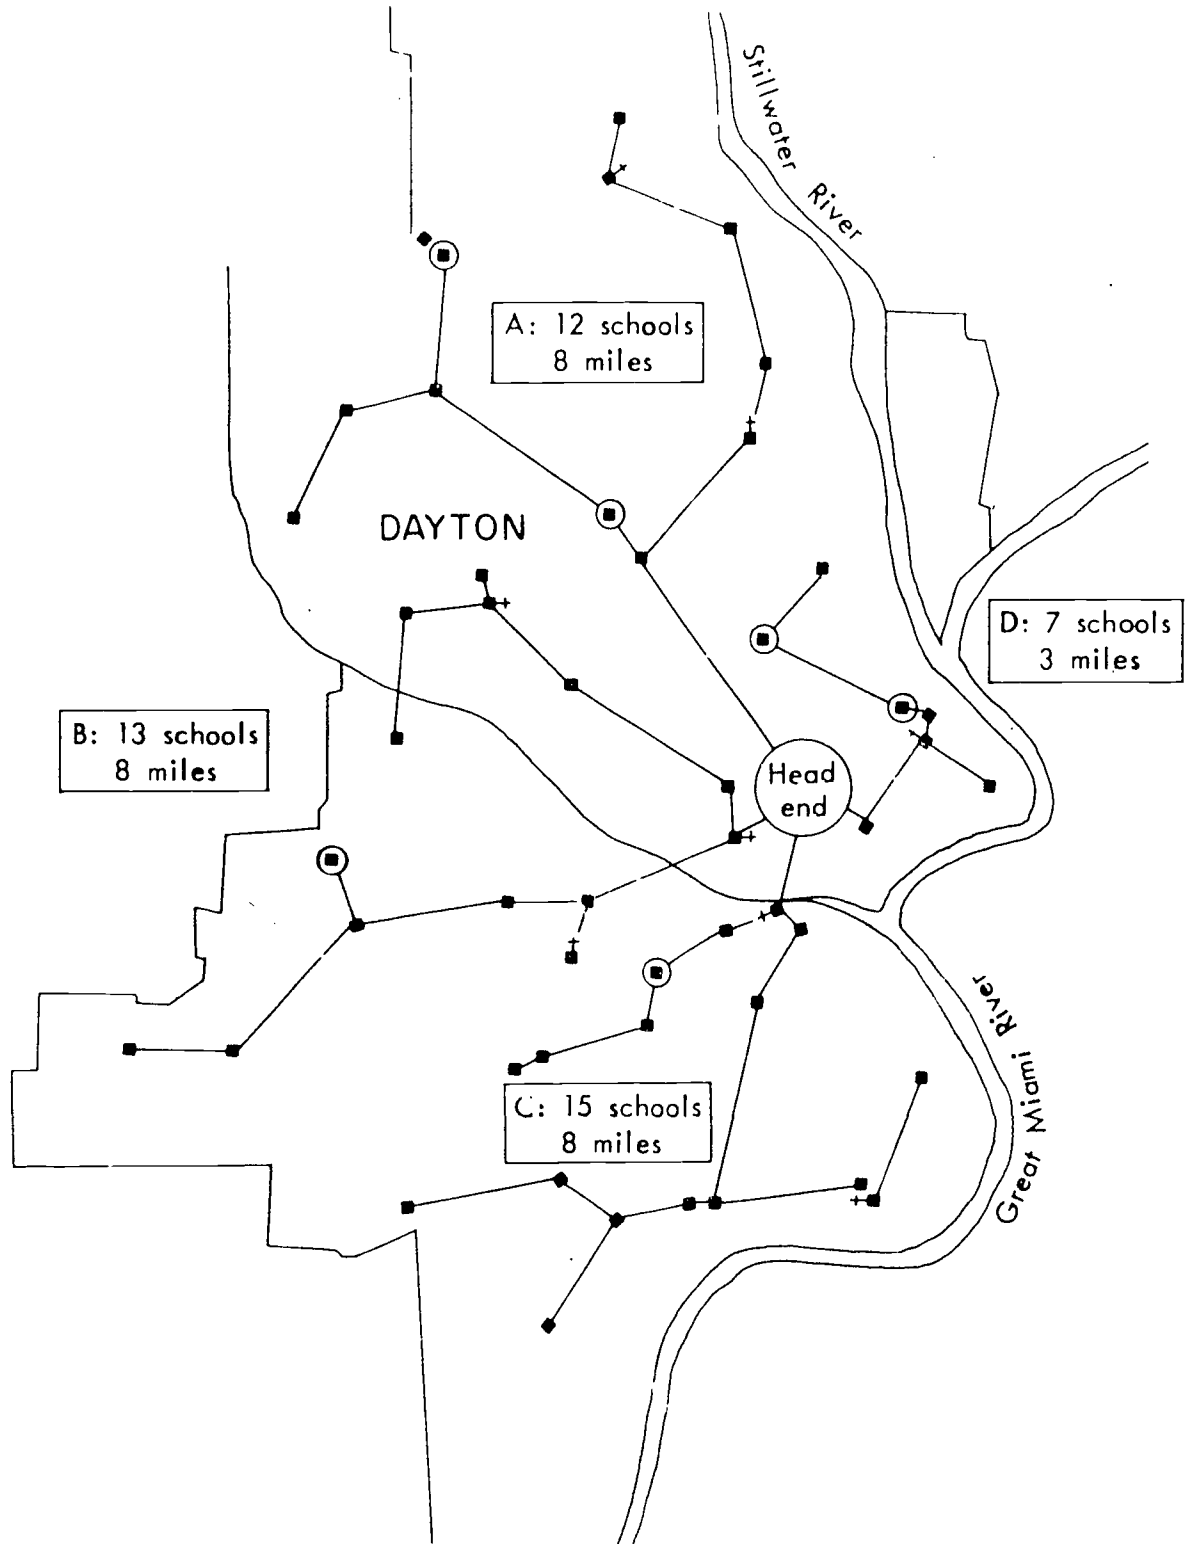 Stillwater River
A: 12 schools
8 miles
DAYTON
D: 7 schools
3 miles
B: 13 schools
8 miles
Head
end
Great Miami River
C: 15 schools
8 miles